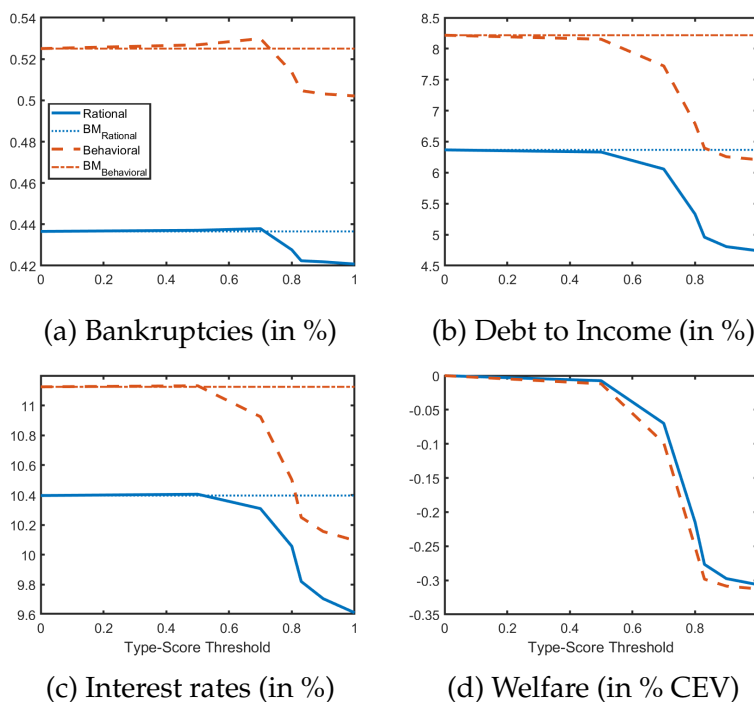 0.54
0.52
0.5
0.48
0.46
0.44
0.42
Rational
BM Rational
Behavioral
BM Behavioral
0 0.2 0.4 0.6 0.8 1
(a) Bankruptcies (in %)
8.5
8
7.5
7
6.5
6
5.5
5
4.5
0 0.2 0.4 0.6 0.8 1
(b) Debt to Income (in %)
11
10.8
10.6
10.4
10.2
10
9.8
9.6
0 0.2 0.4 0.6 0.8 1
Type-Score Threshold
(c) Interest rates (in %)
0
-0.05
-0.1
-0.15
-0.2
-0.25
-0.3
-0.35
0 0.2 0.4 0.6 0.8
Type-Score Threshold
(d) Welfare (in % CEV)